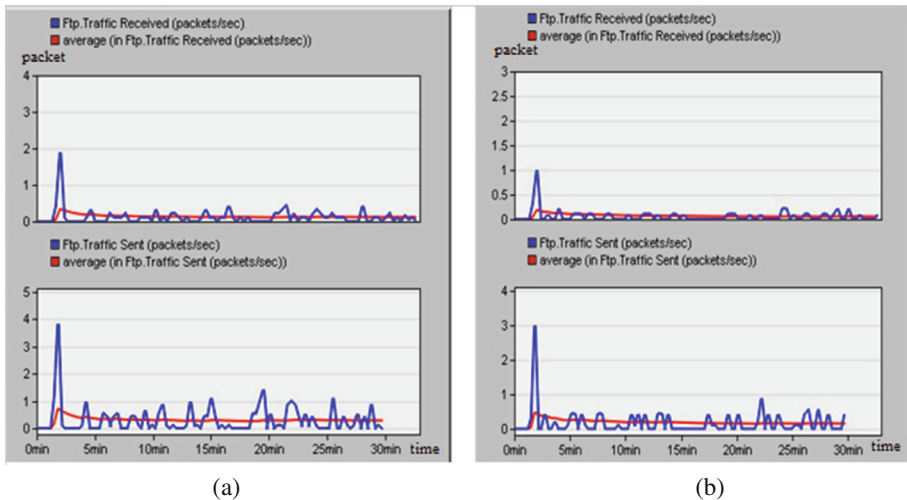 Ftp.Traffic Received (packets/sec)
average (in Ftp.Traffic Received (packets/sec))
packet
4
3
2
1
0
Ftp.Traffic Sent (packets/sec)
average (in Ftp.Traffic Sent (packets/sec))
5
4
3
2
1
0
0min 5min 10min 15min 20min 25min 30min time
(a)
Ftp.Traffic Received (packets/sec)
average (in Ftp.Traffic Received (packets/sec))
packet
3
2.5
2
1.5
1
0.5
0
Ftp.Traffic Sent (packets/sec)
average (in Ftp.Traffic Sent (packets/sec))
4
3
2
1
0
0min 5min 10min 15min 20min 25min 30min time
(b)